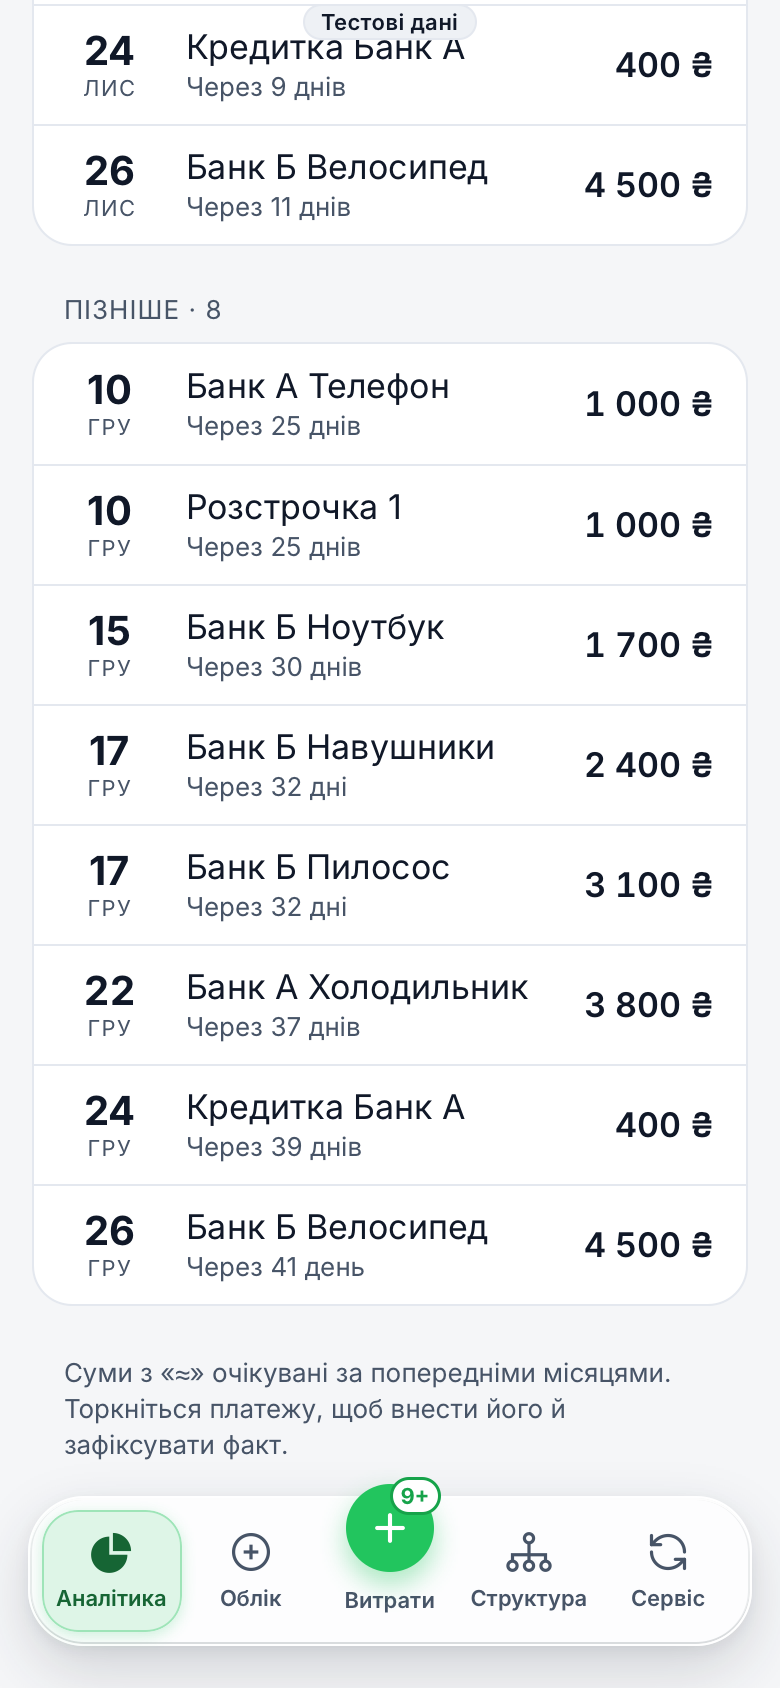 Тестові дані
24
ЛИС
Кредитка Банк А
Через 9 днів
400 ₴
26
ЛИС
Банк Б Велосипед
Через 11 днів
4 500 ₴
ПІЗНІШЕ · 8
10
ГРУ
Банк А Телефон
Через 25 днів
1 000 ₴
10
ГРУ
Розстрочка 1
Через 25 днів
1 000 ₴
15
ГРУ
Банк Б Ноутбук
Через 30 днів
1 700 ₴
17
ГРУ
Банк Б Навушники
Через 32 дні
2 400 ₴
17
ГРУ
Банк Б Пилосос
Через 32 дні
3 100 ₴
22
ГРУ
Банк А Холодильник
Через 37 днів
3 800 ₴
24
ГРУ
Кредитка Банк А
Через 39 днів
400 ₴
26
ГРУ
Банк Б Велосипед
Через 41 день
4 500 ₴
Суми з «≈» очікувані за попередніми місяцями.
Торкніться платежу, щоб внести його й
зафіксувати факт.
9+
Аналітика
Облік
Витрати
Структура
Сервіс